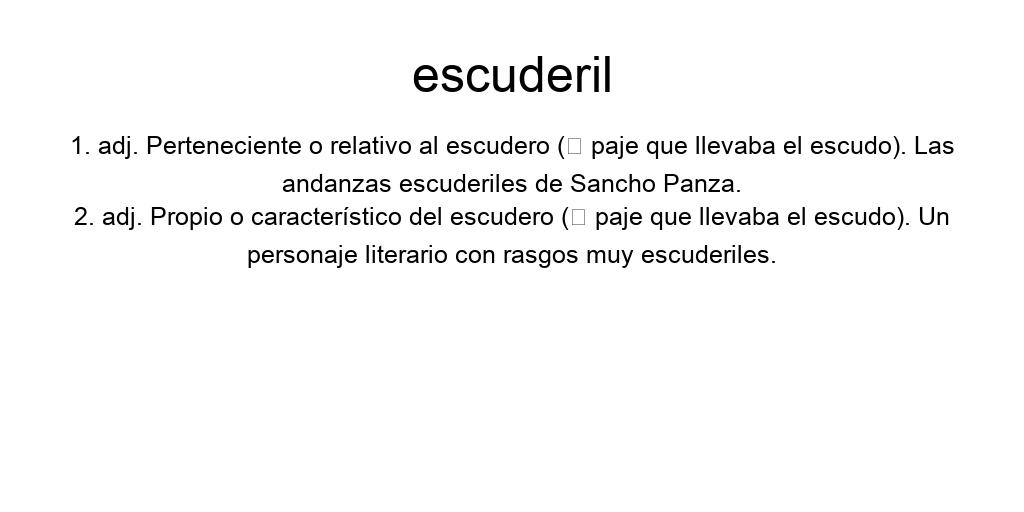 escuderil
1. adj. Perteneciente o relativo al escudero (□ paje que llevaba el escudo). Las
andanzas escuderiles de Sancho Panza.
2. adj. Propio o característico del escudero (□ paje que llevaba el escudo). Un
personaje literario con rasgos muy escuderiles.